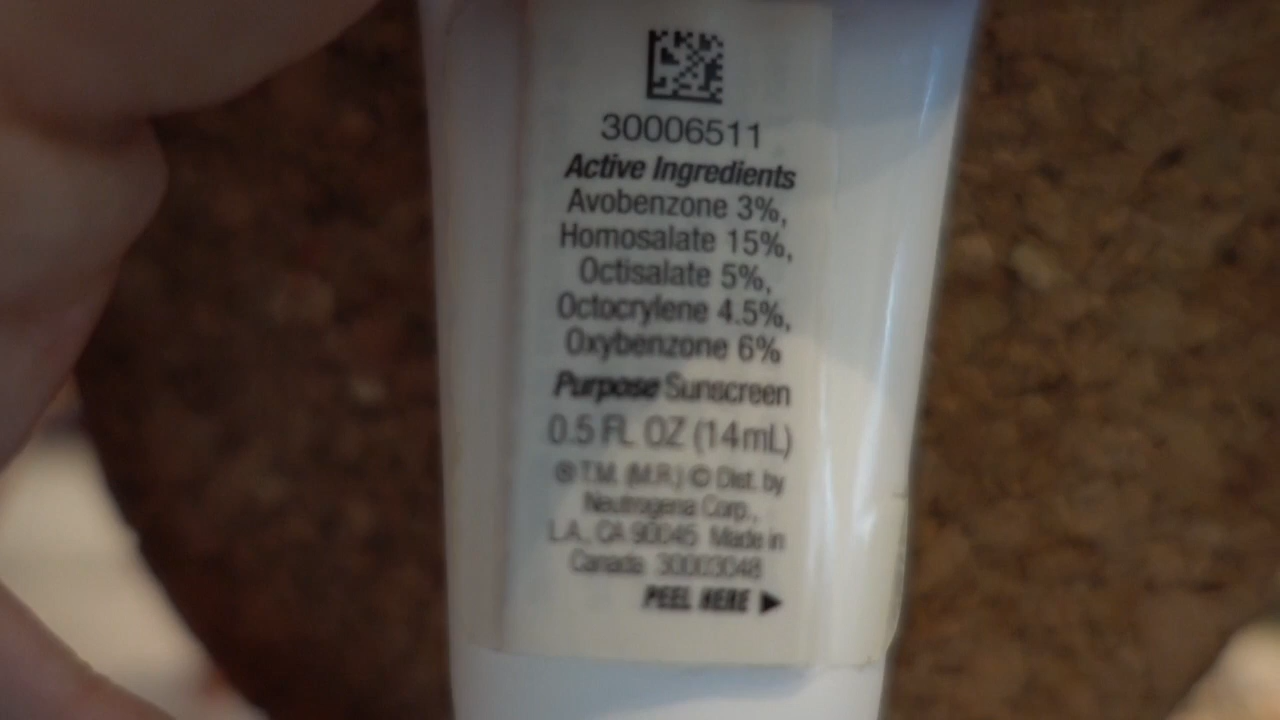 30006511
Active Ingredients
Avobenzone 3%,
Homosalate 15%,
Octisalate 5%,
Octocrylene 4.5%,
Oxybenzone 6%
Purpose Sunscreen
0.5 FL OZ (14mL)
® T.M. (M.R.) © Dist. by
Neutrogena Corp.,
L.A., CA 90045 Made in
Canada 30003048
PEEL HERE ►